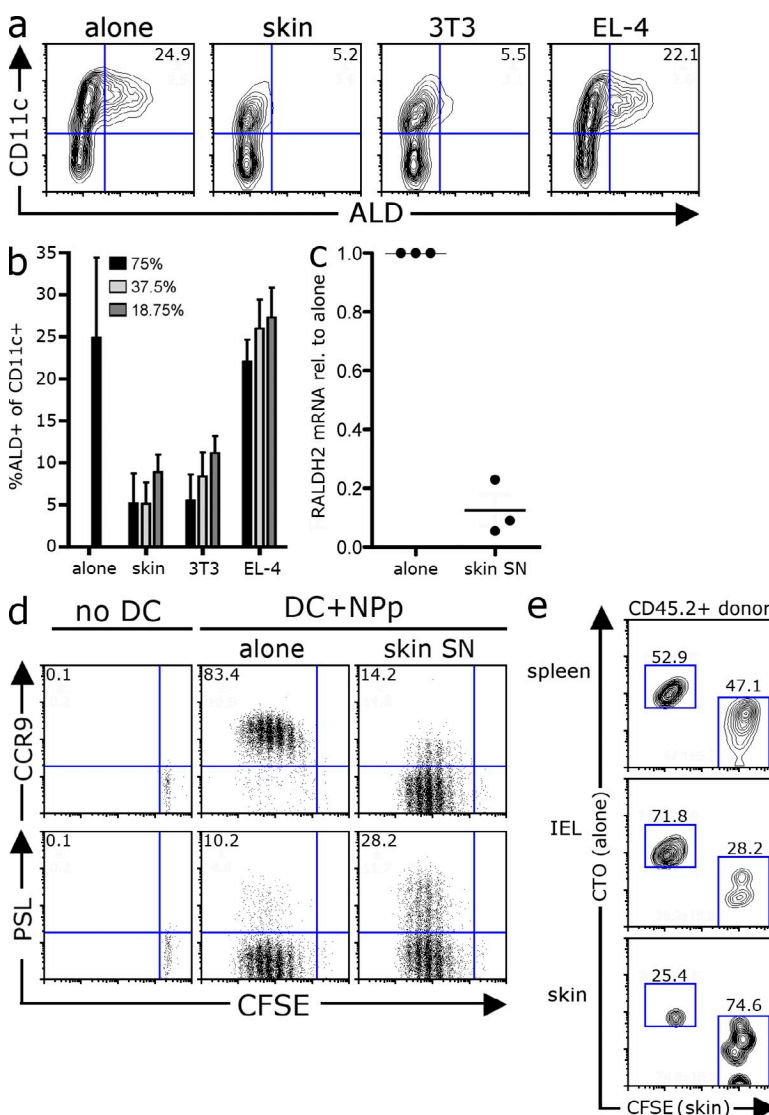 a
alone
skin
3T3
EL-4
24.9
5.2
5.5
22.1
CD11c
ALD
b
35
30
25
20
15
10
5
0
%ALD+ of CD11c+
75%
37.5%
18.75%
alone
skin
3T3
EL-4
c
1.0
0.8
0.6
0.4
0.2
0.0
RALDH2 mRNA rel. to alone
alone
skin SN
d
no DC
DC+NPp
alone
skin SN
0.1
83.4
14.2
CCR9
0.1
10.2
28.2
PSL
CFSE
e
CD45.2+ donor
spleen
52.9
47.1
IEL
71.8
28.2
skin
25.4
74.6
CTO (alone)
CFSE (skin)